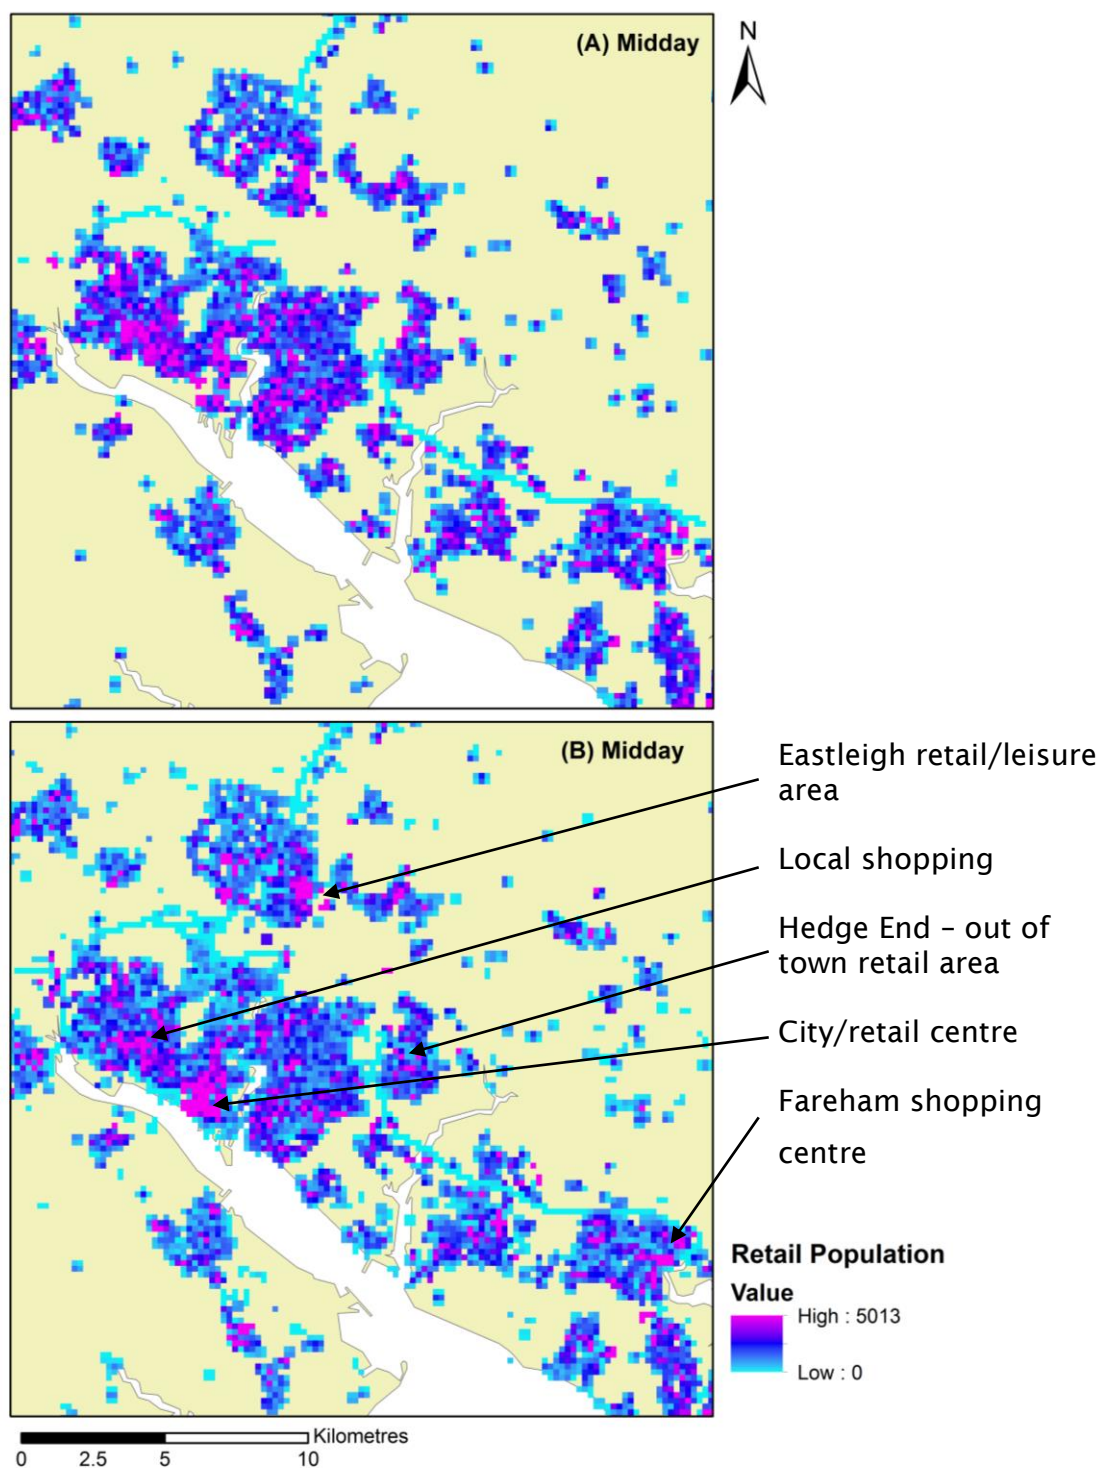 (A) Midday
N
(B) Midday
Eastleigh retail/leisure
area
Local shopping
Hedge End – out of
town retail area
City/retail centre
Fareham shopping
centre
Retail Population
Value
High : 5013
Low : 0
Kilometres
0 2.5 5 10